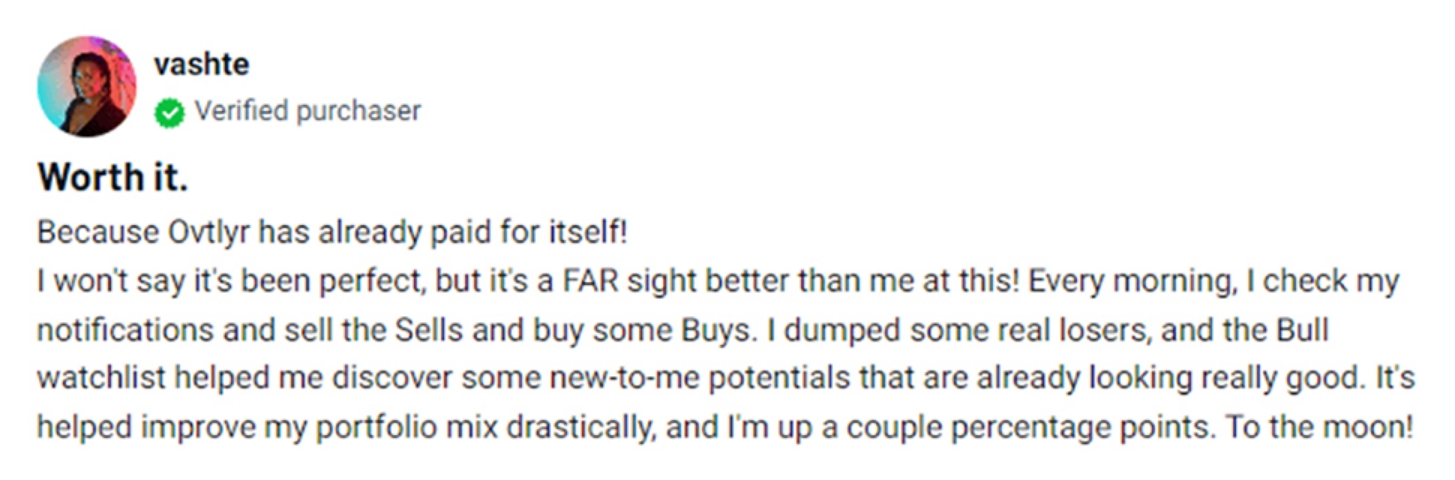 vashte
Verified purchaser
Worth it.
Because Ovtlyr has already paid for itself!
I won't say it's been perfect, but it's a FAR sight better than me at this! Every morning, I check my
notifications and sell the Sells and buy some Buys. I dumped some real losers, and the Bull
watchlist helped me discover some new-to-me potentials that are already looking really good. It's
helped improve my portfolio mix drastically, and I'm up a couple percentage points. To the moon!